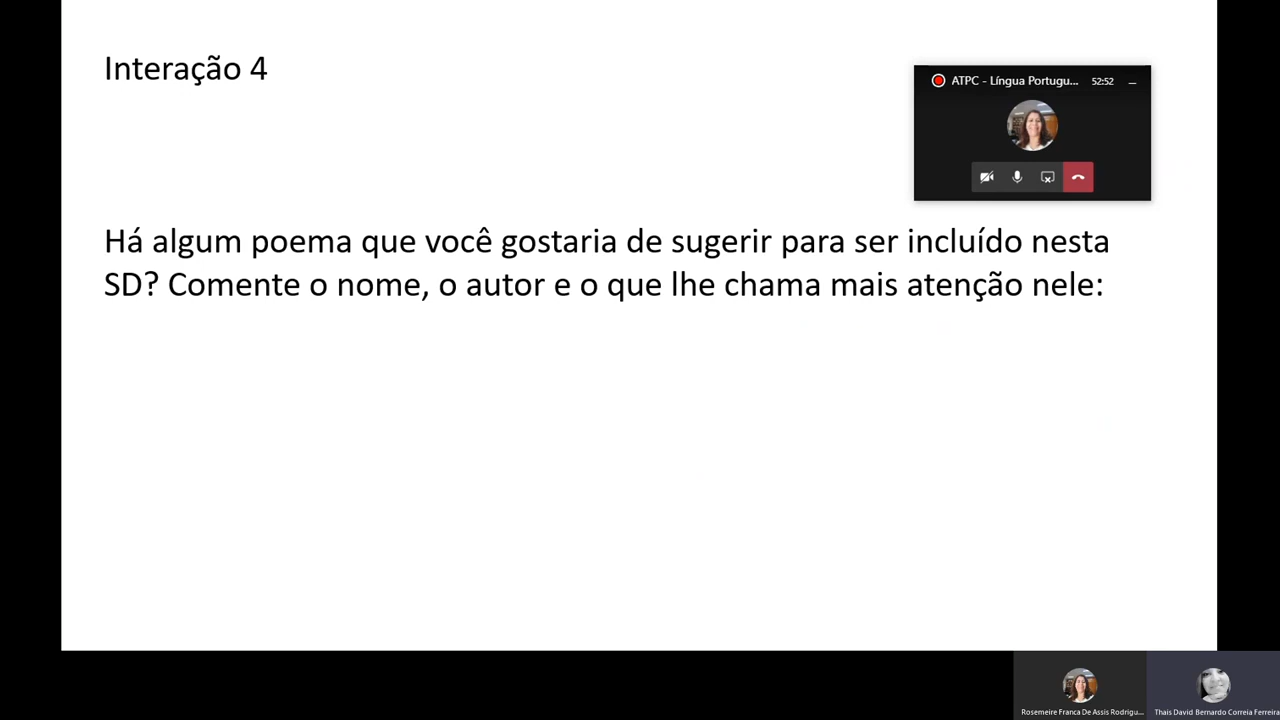 Interação 4
ATPC - Língua Portugu... 52:52
Há algum poema que você gostaria de sugerir para ser incluído nesta
SD? Comente o nome, o autor e o que lhe chama mais atenção nele:
Rosemeire Franca De Assis Rodrigu... Thais David Bernardo Correia Ferreira